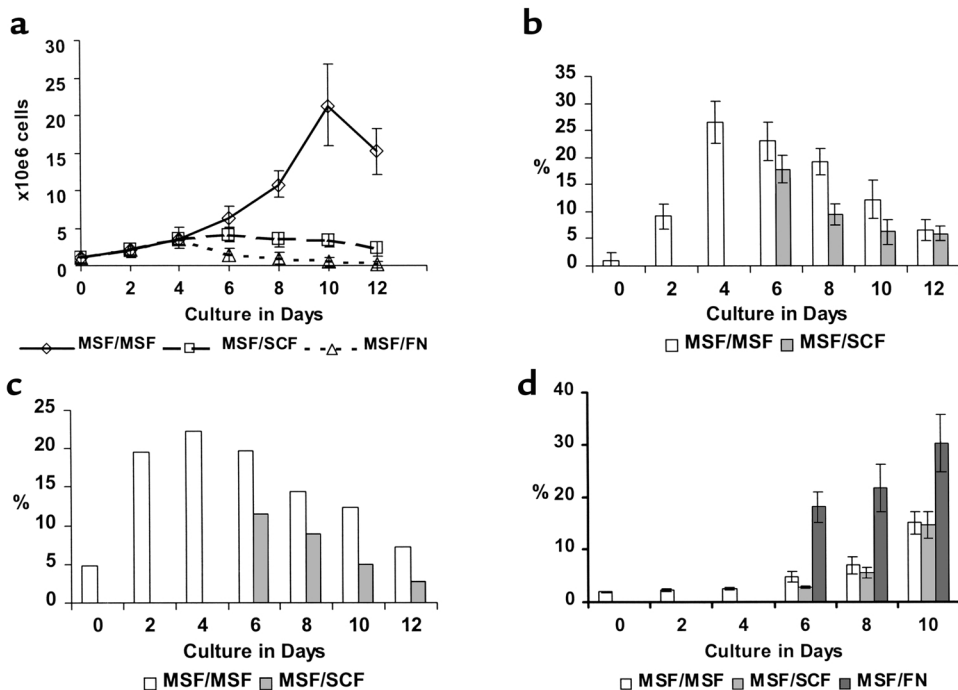 a
x10e6 cells
30
25
20
15
10
5
0
0 2 4 6 8 10 12
Culture in Days
MSF/MSF MSF/SCF MSF/FN
b
%
35
30
25
20
15
10
5
0
0 2 4 6 8 10 12
Culture in Days
MSF/MSF MSF/SCF
c
%
25
20
15
10
5
0
0 2 4 6 8 10 12
Culture in Days
MSF/MSF MSF/SCF
d
%
40
30
20
10
0
0 2 4 6 8 10
Culture in Days
MSF/MSF MSF/SCF MSF/FN